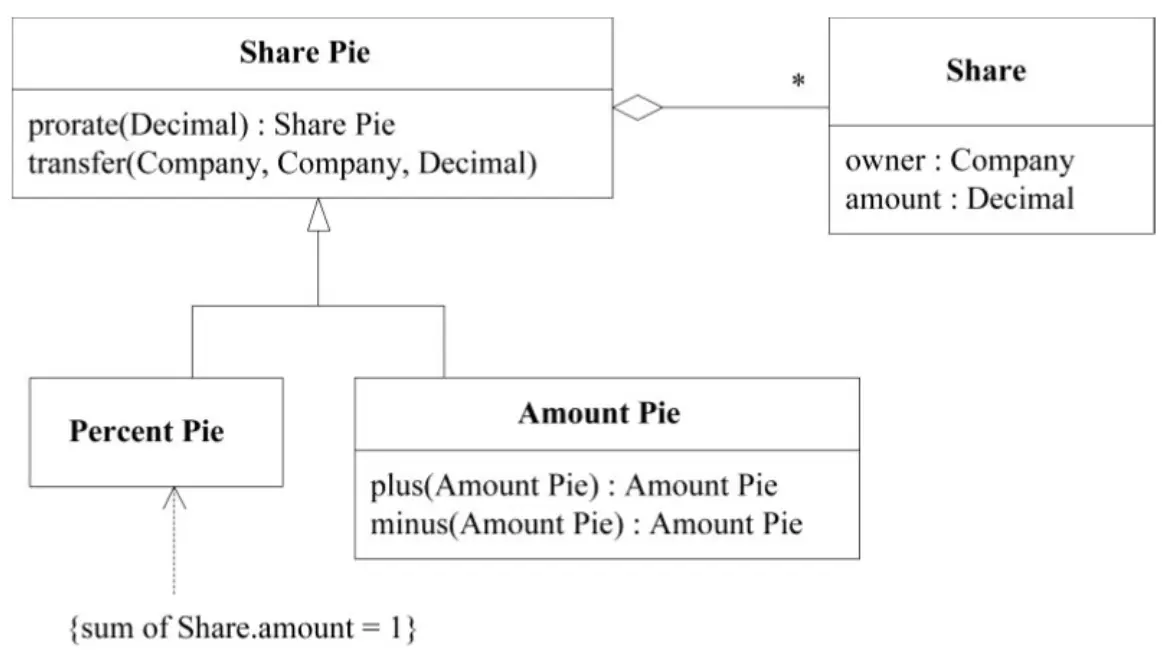 Share Pie
prorate(Decimal) : Share Pie
transfer(Company, Company, Decimal)
*
Share
owner : Company
amount : Decimal
Percent Pie
Amount Pie
plus(Amount Pie) : Amount Pie
minus(Amount Pie) : Amount Pie
{sum of Share.amount = 1}